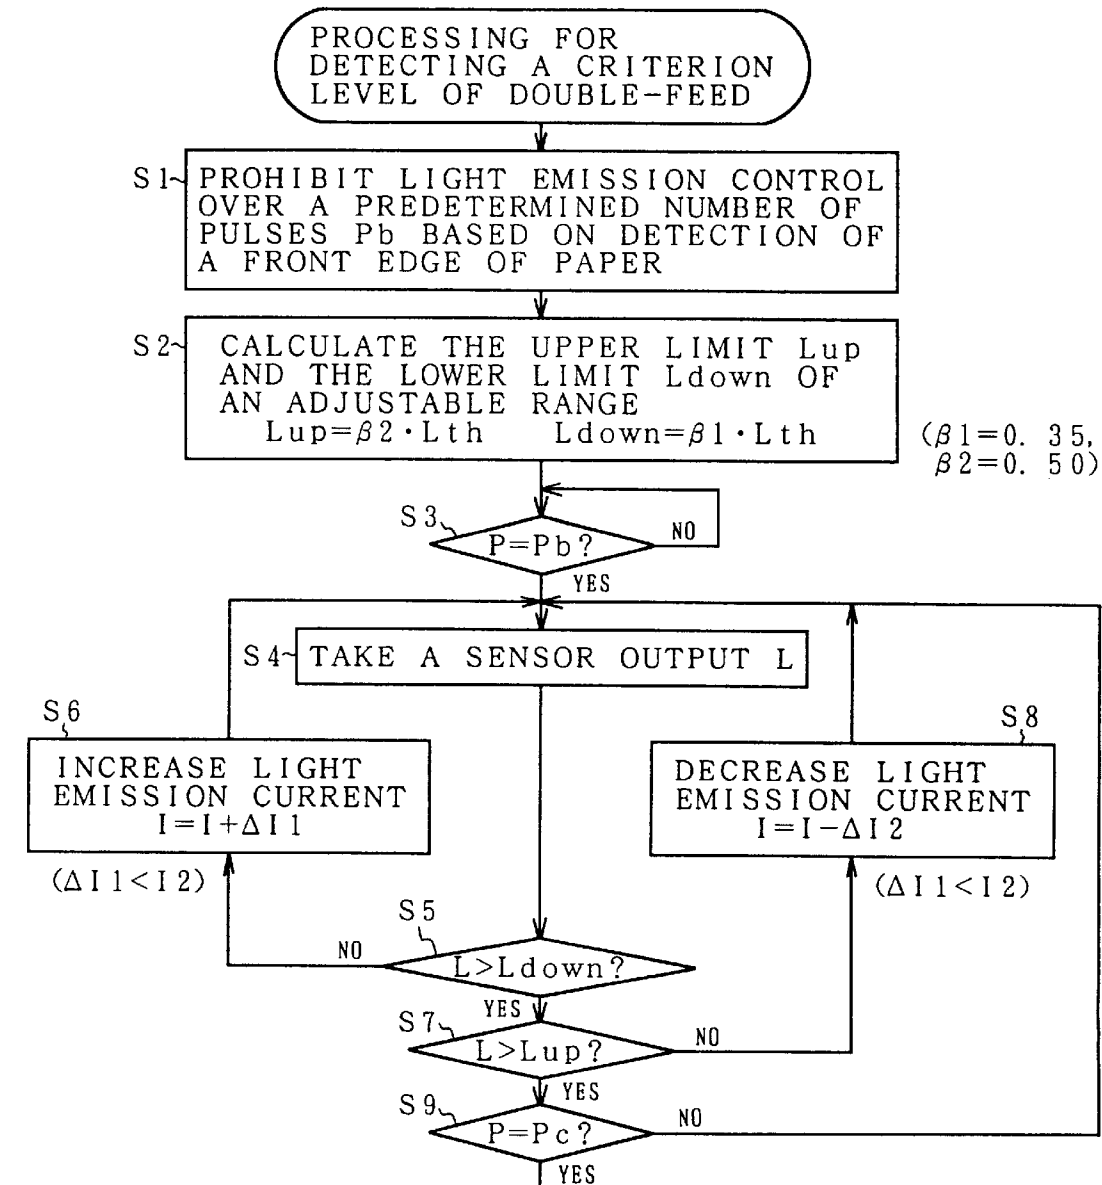 PROCESSING FOR
DETECTING A CRITERION
LEVEL OF DOUBLE-FEED
S1
PROHIBIT LIGHT EMISSION CONTROL
OVER A PREDETERMINED NUMBER OF
PULSES Pb BASED ON DETECTION OF
A FRONT EDGE OF PAPER
S2
CALCULATE THE UPPER LIMIT Lup
AND THE LOWER LIMIT Ldown OF
AN ADJUSTABLE RANGE
Lup=β2·Lth Ldown=β1·Lth
(β1=0.35,
β2=0.50)
S3
P=Pb?
NO
YES
S4
TAKE A SENSOR OUTPUT L
S6
INCREASE LIGHT
EMISSION CURRENT
I=I+ΔI1
(ΔI1<I2)
S8
DECREASE LIGHT
EMISSION CURRENT
I=I-ΔI2
(ΔI1<I2)
S5
L>Ldown?
NO
YES
S7
L>Lup?
NO
YES
S9
P=Pc?
NO
YES